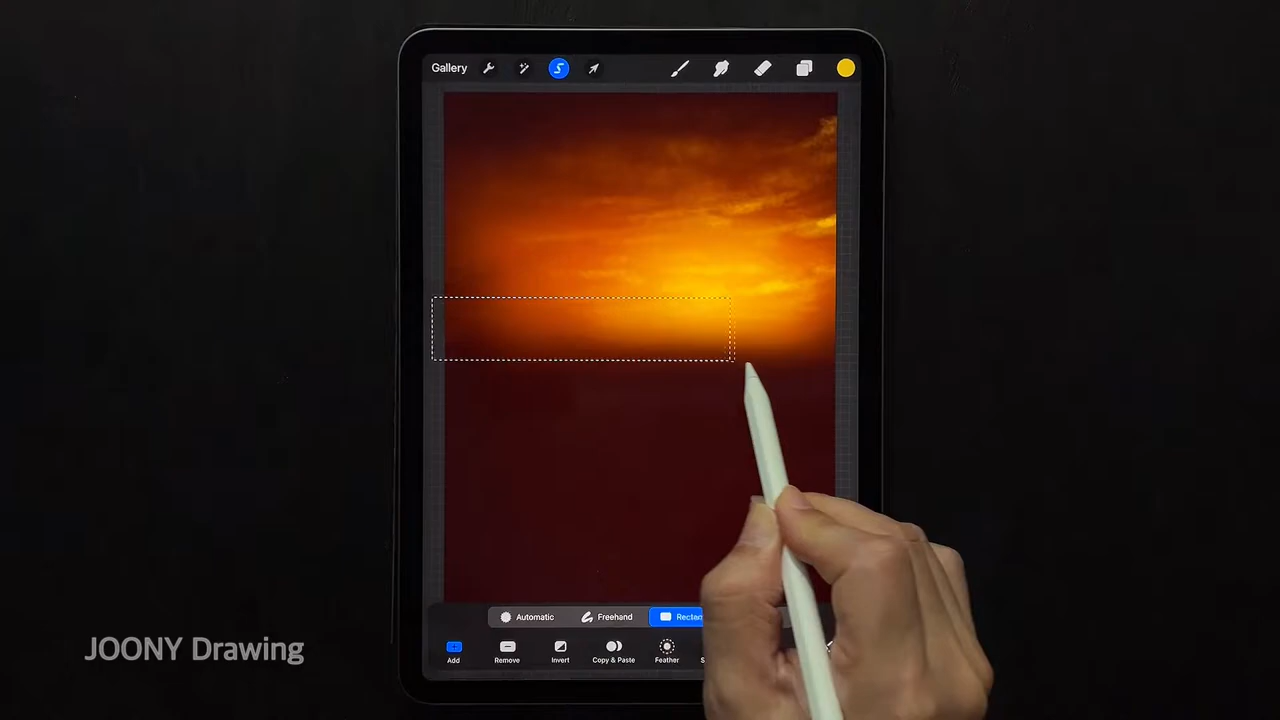 Gallery
Automatic
Freehand
Add
Remove
Invert
Copy & Paste
Feather
JOONY Drawing